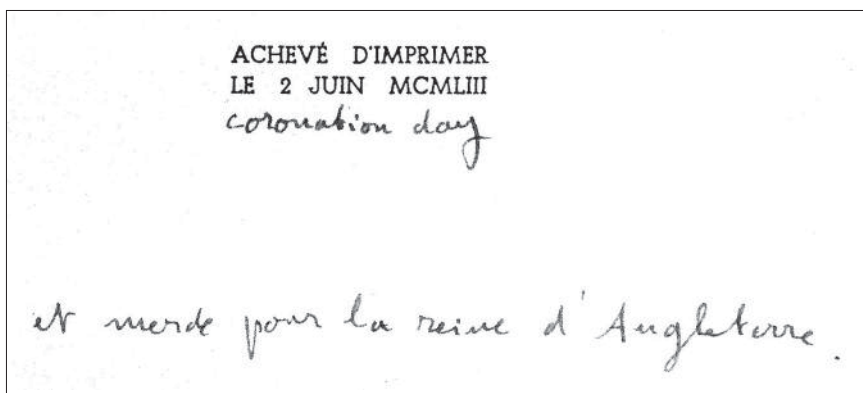 ACHEVÉ D'IMPRIMER
LE 2 JUIN MCMLIII
coronation day
et merde pour la reine d'Angleterre.